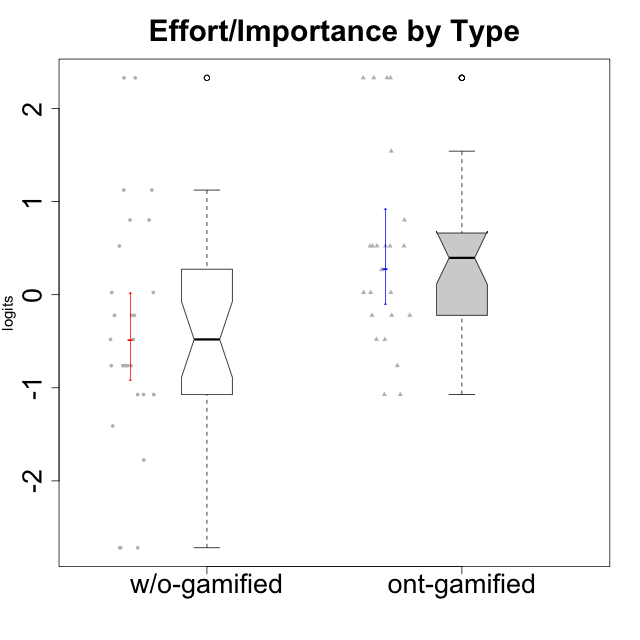 Effort/Importance by Type
2
1
0
-1
-2
logits
w/o-gamified
ont-gamified